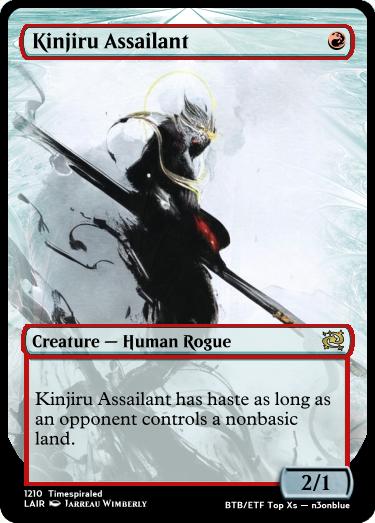 Kinjiru Assailant
Creature — Human Rogue
Kinjiru Assailant has haste as long as
an opponent controls a nonbasic
land.
2/1
1210 Timespiraled
LAIR Jarreau Wimberly
BTB/ETF Top Xs — n3onblue